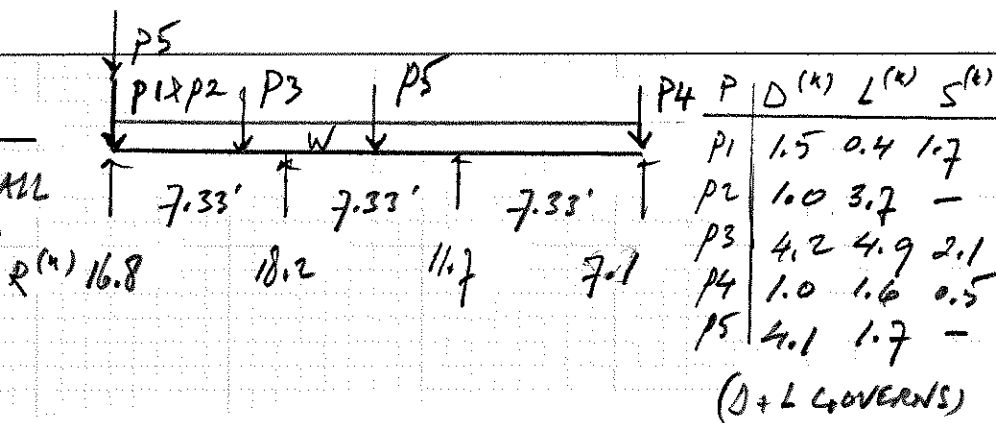 P5
P1&P2 P3 P5 P4
W
ALL
7.33' 7.33' 7.33'
R(k) 16.8 18.2 11.7 7.1
P D(k) L(k) S(k)
P1 1.5 0.4 1.7
P2 1.0 3.7 –
P3 4.2 4.9 2.1
P4 1.0 1.6 0.5
P5 4.1 1.7 –
(D+L GOVERNS)